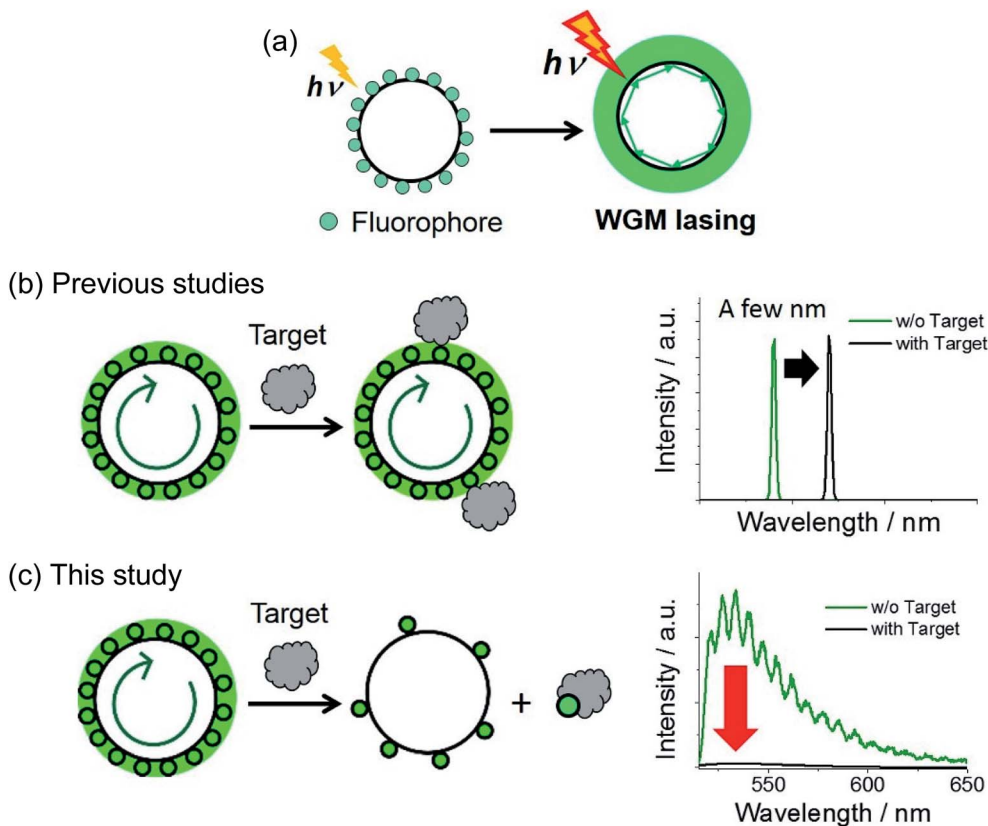 (a)
hν
hν
Fluorophore
WGM lasing
(b) Previous studies
Target
A few nm
w/o Target
with Target
Intensity / a.u.
Wavelength / nm
(c) This study
Target
+
w/o Target
with Target
Intensity / a.u.
550
600
650
Wavelength / nm